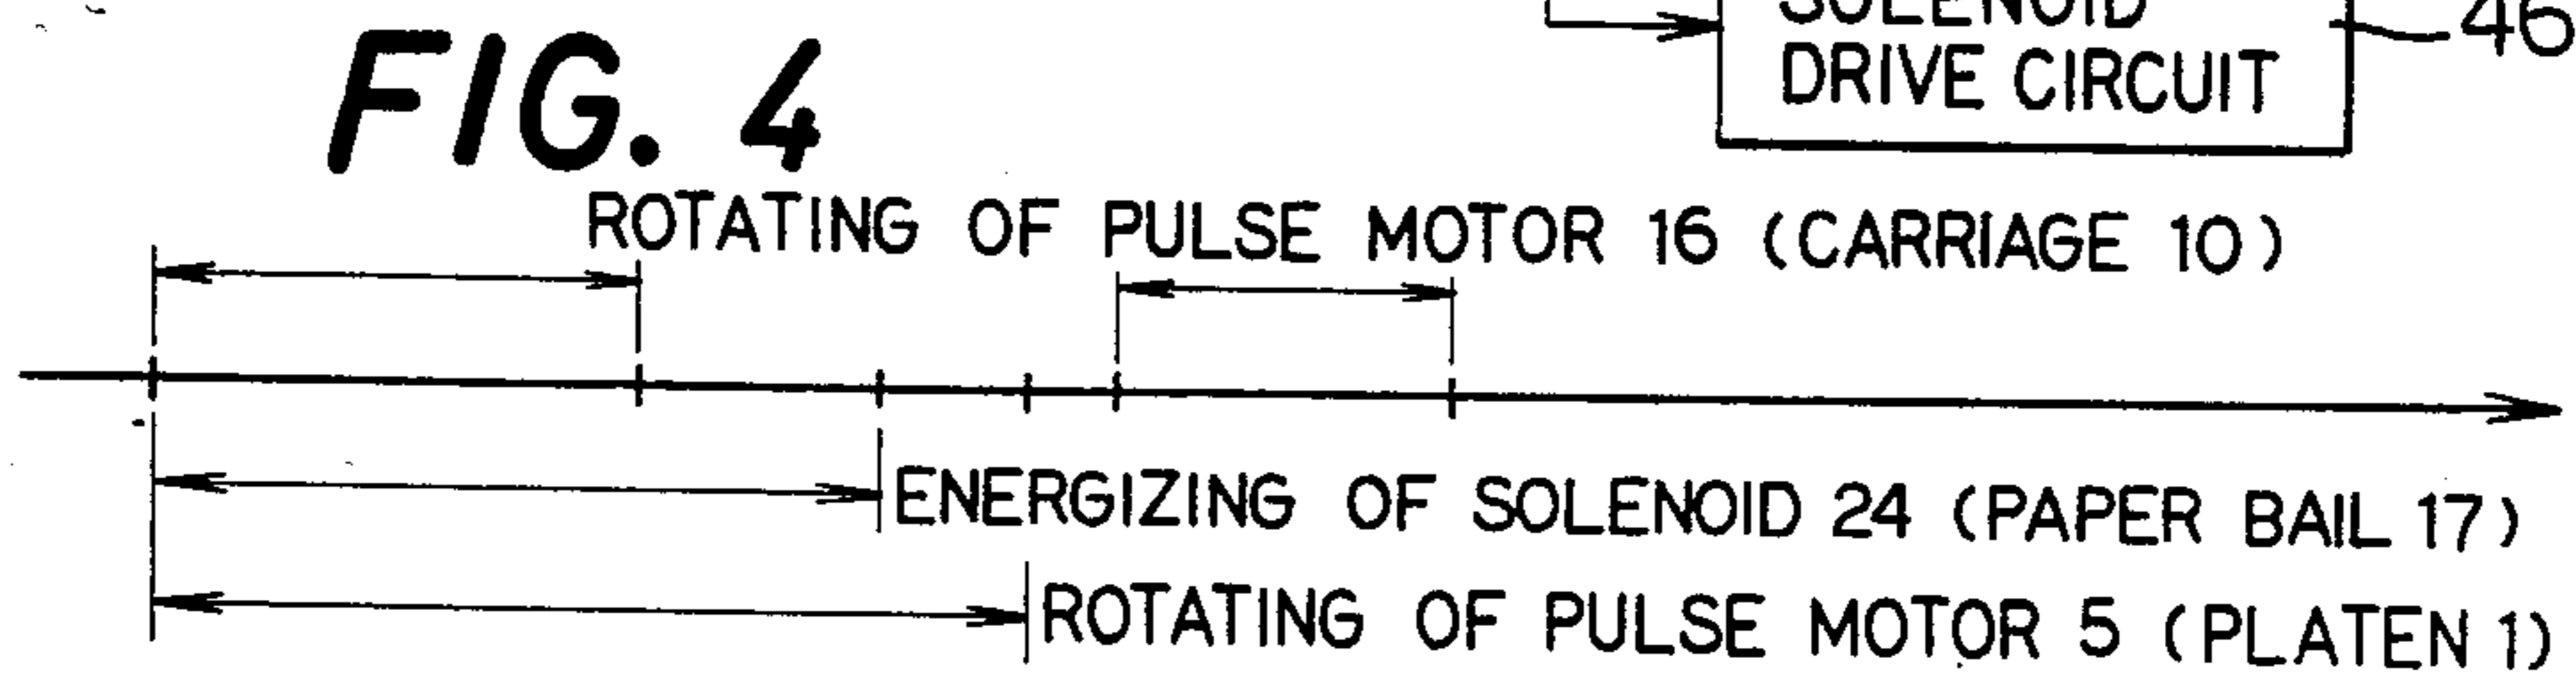 SOLENOID
DRIVE CIRCUIT
46
FIG. 4
ROTATING OF PULSE MOTOR 16 (CARRIAGE 10)
ENERGIZING OF SOLENOID 24 (PAPER BAIL 17)
ROTATING OF PULSE MOTOR 5 (PLATEN 1)